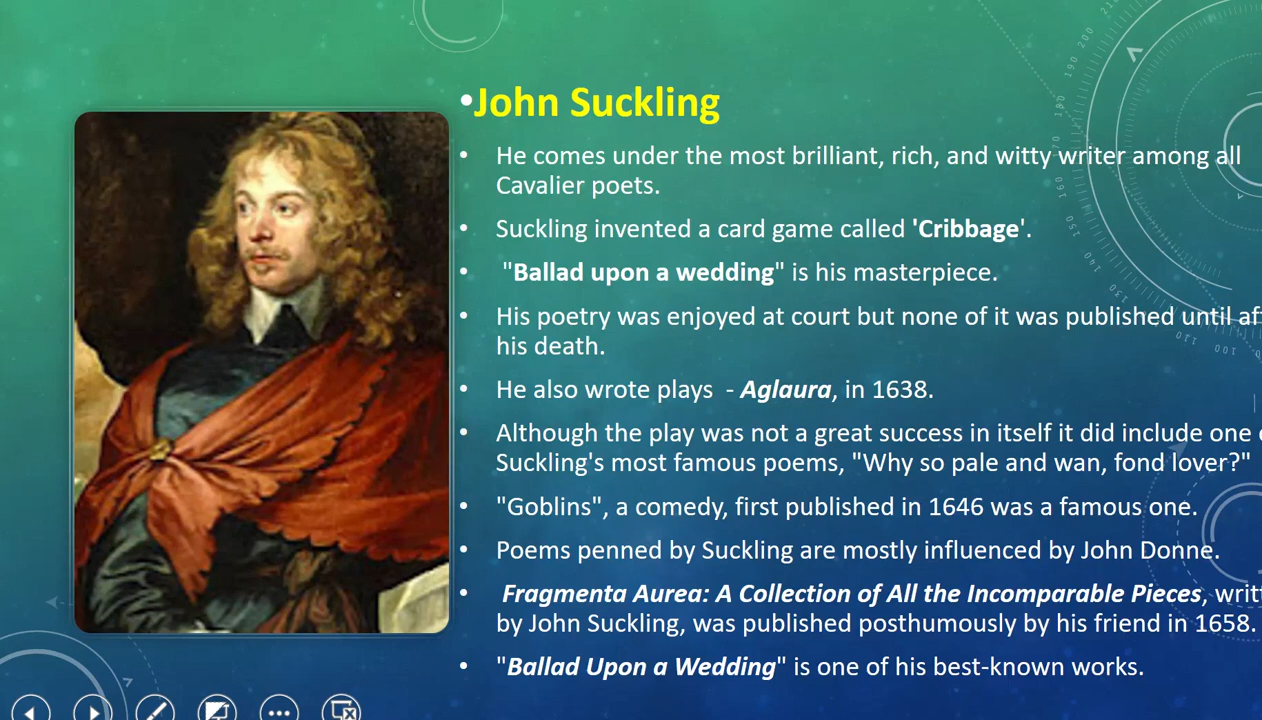 •John Suckling
• He comes under the most brilliant, rich, and witty writer among all
Cavalier poets.
• Suckling invented a card game called 'Cribbage'.
• "Ballad upon a wedding" is his masterpiece.
• His poetry was enjoyed at court but none of it was published until
his death.
• He also wrote plays - Aglaura, in 1638.
• Although the play was not a great success in itself it did include one
Suckling's most famous poems, "Why so pale and wan, fond lover?"
• "Goblins", a comedy, first published in 1646 was a famous one.
• Poems penned by Suckling are mostly influenced by John Donne.
• Fragmenta Aurea: A Collection of All the Incomparable Pieces,
by John Suckling, was published posthumously by his friend in 1658.
• "Ballad Upon a Wedding" is one of his best-known works.